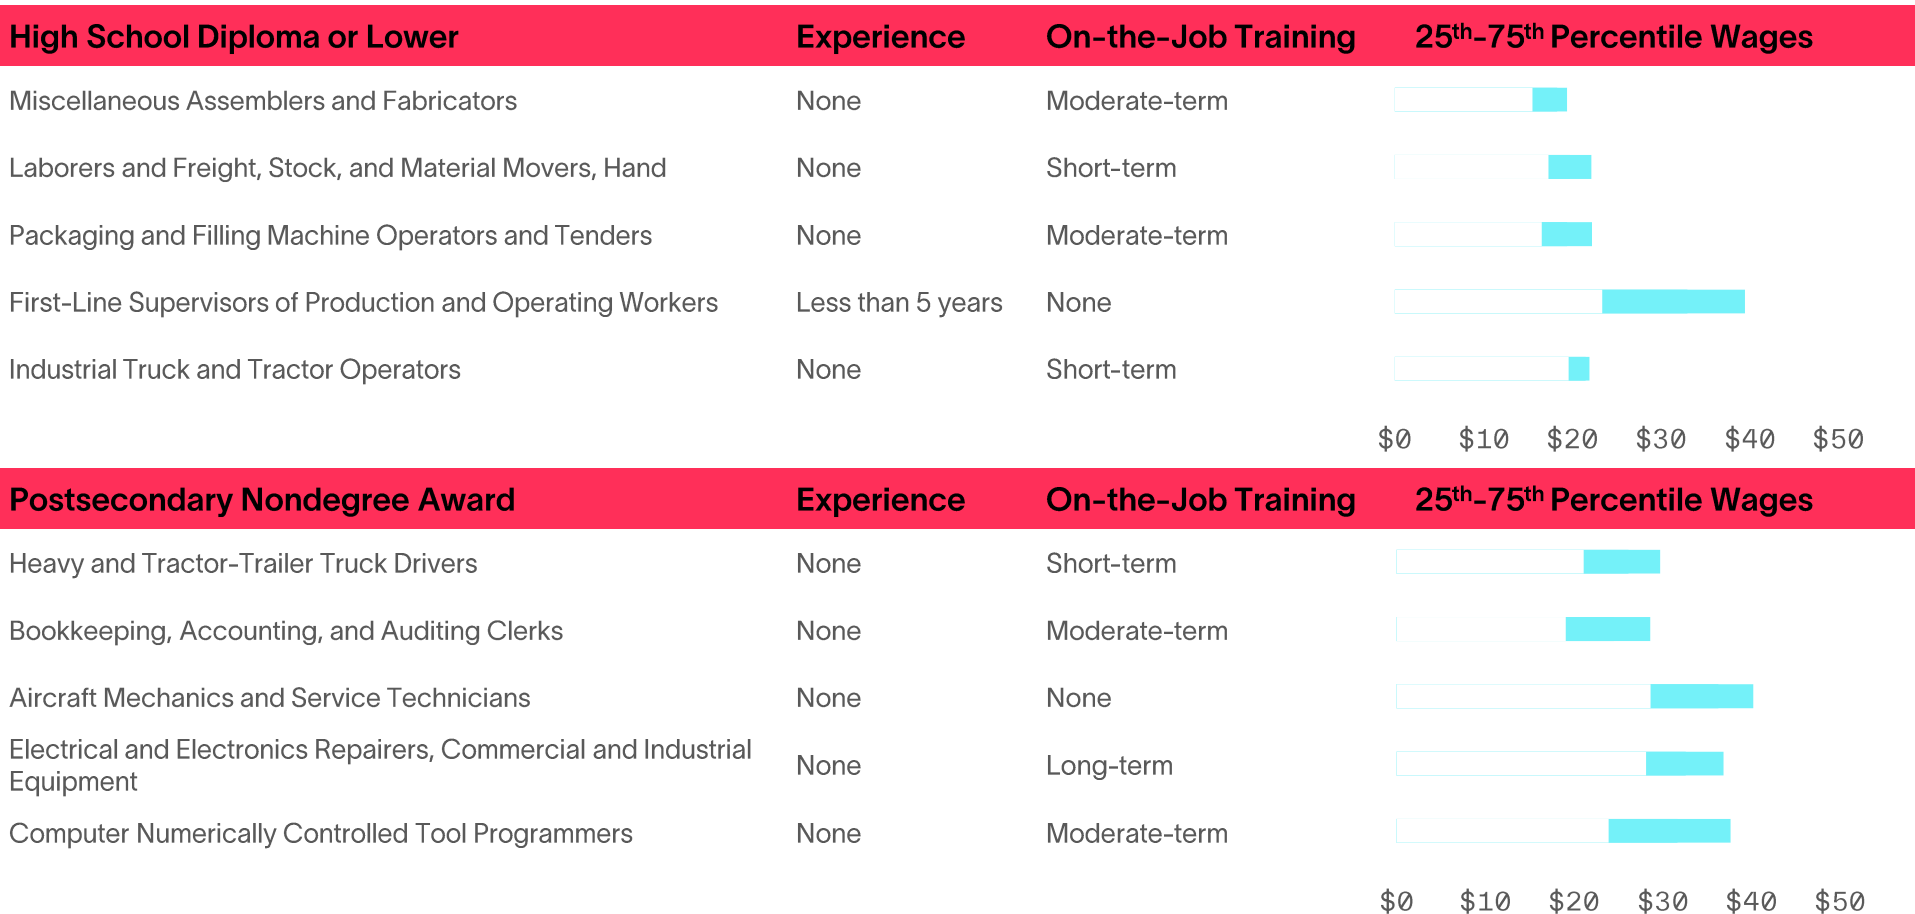 High School Diploma or Lower Experience On-the-Job Training 25th-75th Percentile Wages
Miscellaneous Assemblers and Fabricators None Moderate-term
Laborers and Freight, Stock, and Material Movers, Hand None Short-term
Packaging and Filling Machine Operators and Tenders None Moderate-term
First-Line Supervisors of Production and Operating Workers Less than 5 years None
Industrial Truck and Tractor Operators None Short-term
$0 $10 $20 $30 $40 $50
Postsecondary Nondegree Award Experience On-the-Job Training 25th-75th Percentile Wages
Heavy and Tractor-Trailer Truck Drivers None Short-term
Bookkeeping, Accounting, and Auditing Clerks None Moderate-term
Aircraft Mechanics and Service Technicians None None
Electrical and Electronics Repairers, Commercial and Industrial
Equipment None Long-term
Computer Numerically Controlled Tool Programmers None Moderate-term
$0 $10 $20 $30 $40 $50